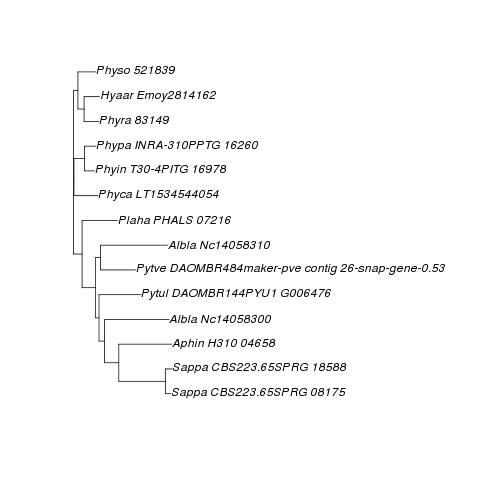 Physo 521839
Hyaar Emoy2814162
Phyra 83149
Phypa INRA-310PPTG 16260
Phyin T30-4PITG 16978
Phyca LT1534544054
Plaha PHALS 07216
Albla Nc14058310
Pytve DAOMBR484maker-pve contig 26-snap-gene-0.53
Pytul DAOMBR144PYU1 G006476
Albla Nc14058300
Aphin H310 04658
Sappa CBS223.65SPRG 18588
Sappa CBS223.65SPRG 08175